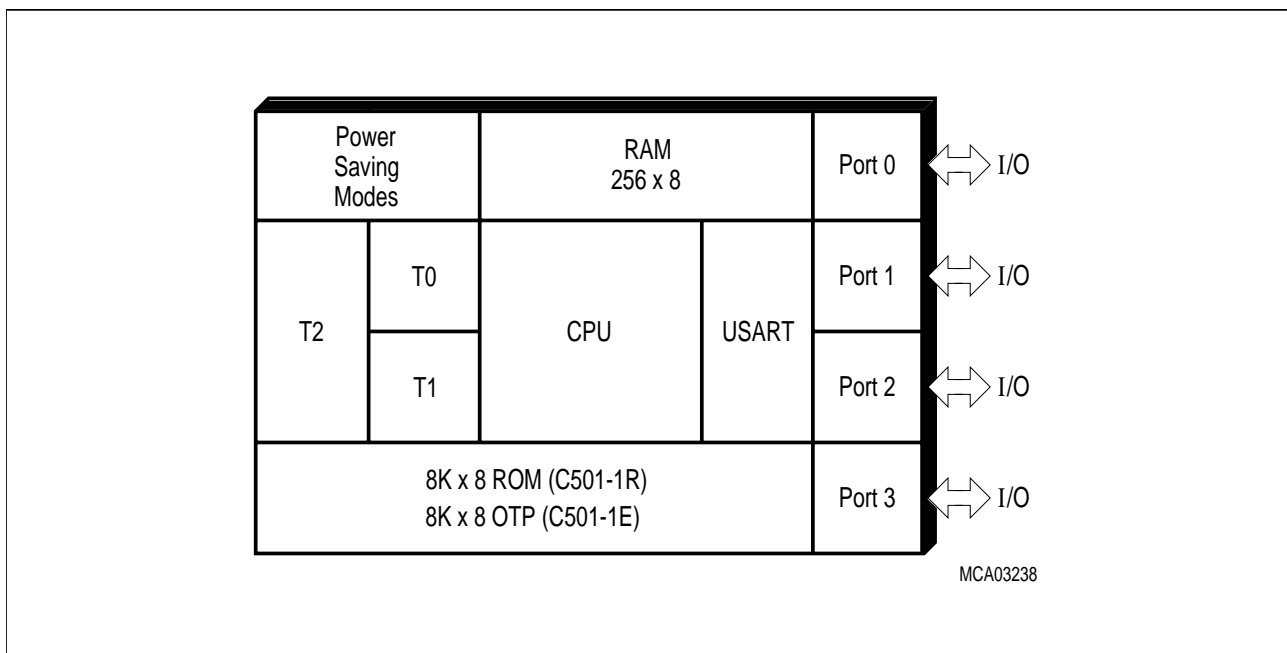 Power
Saving
Modes
RAM
256 x 8
Port 0
I/O
T2
T0
T1
CPU
USART
Port 1
I/O
Port 2
I/O
8K x 8 ROM (C501-1R)
8K x 8 OTP (C501-1E)
Port 3
I/O
MCA03238